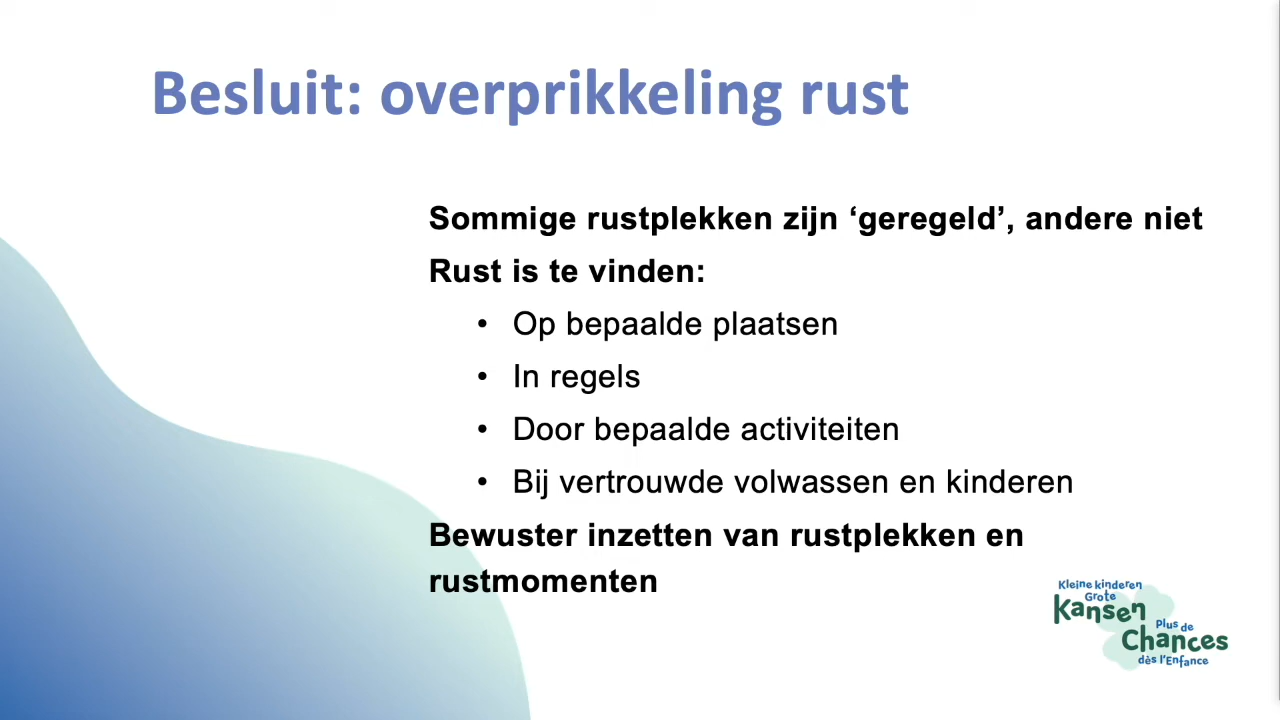 Besluit: overprikkeling rust
Sommige rustplekken zijn ‘geregeld’, andere niet
Rust is te vinden:
• Op bepaalde plaatsen
• In regels
• Door bepaalde activiteiten
• Bij vertrouwde volwassen en kinderen
Bewuster inzetten van rustplekken en
rustmomenten
Kleine kinderen
Grote
Kansen
Plus de
Chances
dès l'Enfance